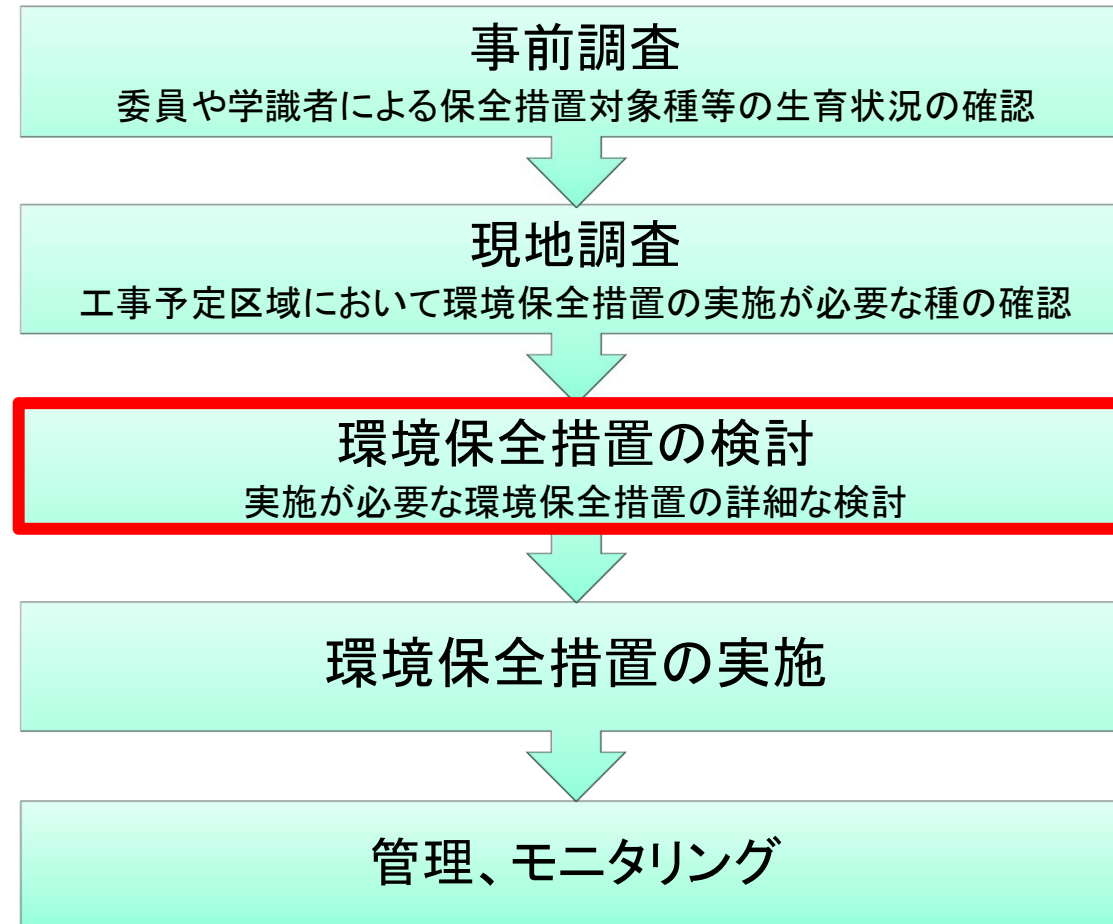 事前調査
委員や学識者による保全措置対象種等の生育状況の確認
現地調査
工事予定区域において環境保全措置の実施が必要な種の確認
環境保全措置の検討
実施が必要な環境保全措置の詳細な検討
環境保全措置の実施
管理、モニタリング